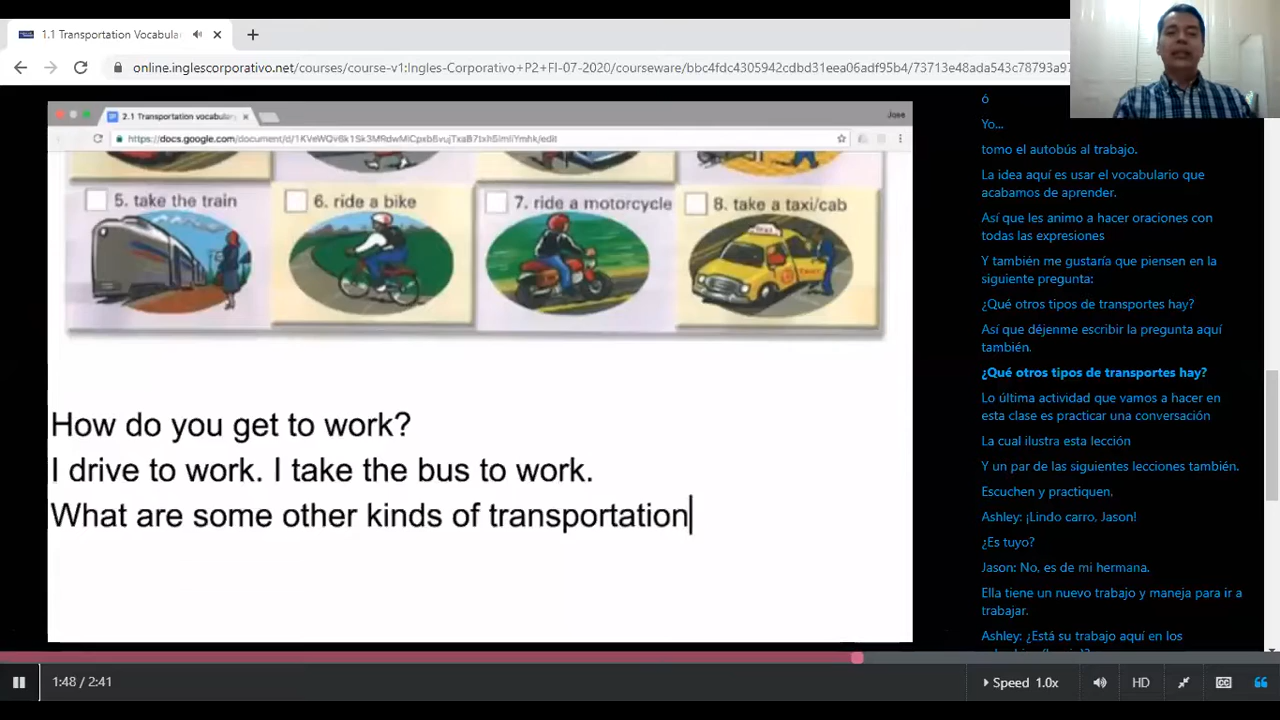 1.1 Transportation Vocabula
online.inglescorporativo.net/courses/course-v1:Ingles-Corporativo+P2+FI-07-2020/courseware/bbc4fdc4305942cdbd31eea06adf95b4/73713e48ada543c78793a97
2.1 Transportation vocabular
Jose
5. take the train
6. ride a bike
7. ride a motorcycle
8. take a taxi/cab
TAXI
How do you get to work?
I drive to work. I take the bus to work.
What are some other kinds of transportation
ó
Yo...
tomo el autobús al trabajo.
La idea aquí es usar el vocabulario que
acabamos de aprender.
Así que les animo a hacer oraciones con
todas las expresiones
Y también me gustaría que piensen en la
siguiente pregunta:
¿Qué otros tipos de transportes hay?
Así que déjenme escribir la pregunta aquí
también.
¿Qué otros tipos de transportes hay?
Lo última actividad que vamos a hacer en
esta clase es practicar una conversación
La cual ilustra esta lección
Y un par de las siguientes lecciones también.
Escuchen y practiquen.
Ashley: ¡Lindo carro, Jason!
¿Es tuyo?
Jason: No, es de mi hermana.
Ella tiene un nuevo trabajo y maneja para ir a
trabajar.
Ashley: ¿Está su trabajo aquí en los
1:48 / 2:41
Speed 1.0x
HD
CC